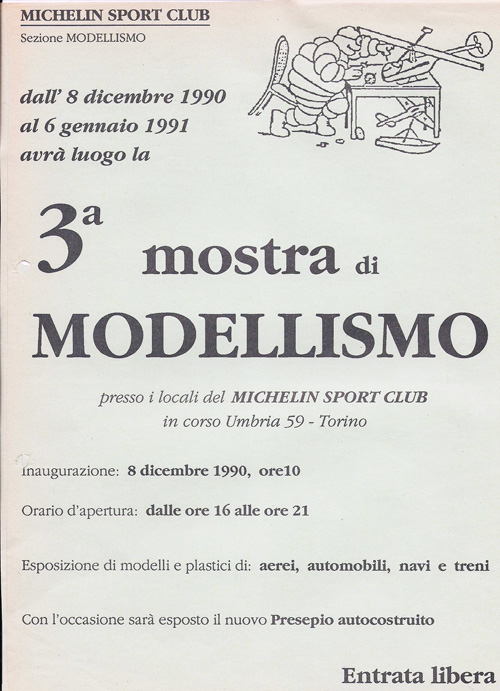 MICHELIN SPORT CLUB
Sezione MODELLISMO
dall' 8 dicembre 1990
al 6 gennaio 1991
avrà luogo la
3ª mostra di
MODELLISMO
presso i locali del MICHELIN SPORT CLUB
in corso Umbria 59 - Torino
Inaugurazione: 8 dicembre 1990, ore10
Orario d'apertura: dalle ore 16 alle ore 21
Esposizione di modelli e plastici di: aerei, automobili, navi e treni
Con l'occasione sarà esposto il nuovo Presepio autocostruito
Entrata libera